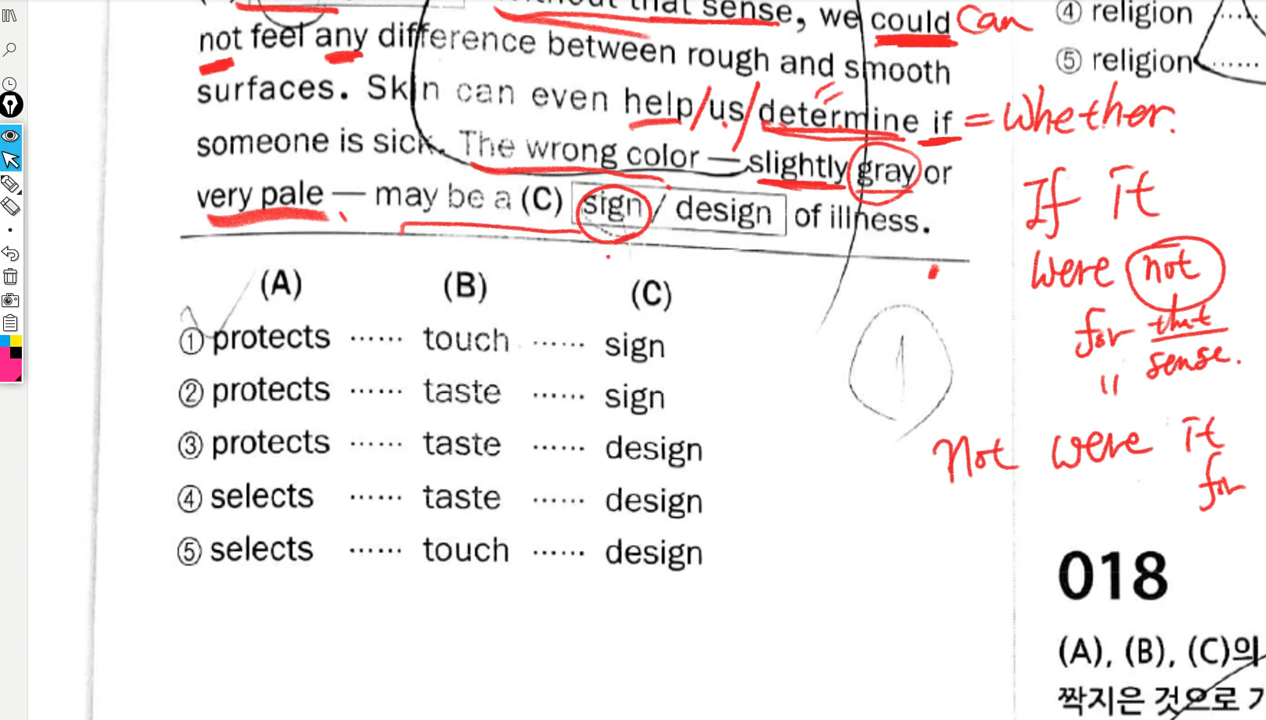 that sense, we could Can
not feel any difference between rough and smooth
surfaces. Skin can even help/us/determine if = Whether.
someone is sick. The wrong color — slightly gray or
very pale — may be a (C) sign / design of illness.
(A) (B) (C)
① protects ...... touch ...... sign
② protects ...... taste ...... sign
③ protects ...... taste ...... design
④ selects ...... taste ...... design
⑤ selects ...... touch ...... design
1
④ religion ......
⑤ religion ......
If it
were not
for that
sense.
"
Not were it
for
018
(A), (B), (C)의
짝지은 것으로